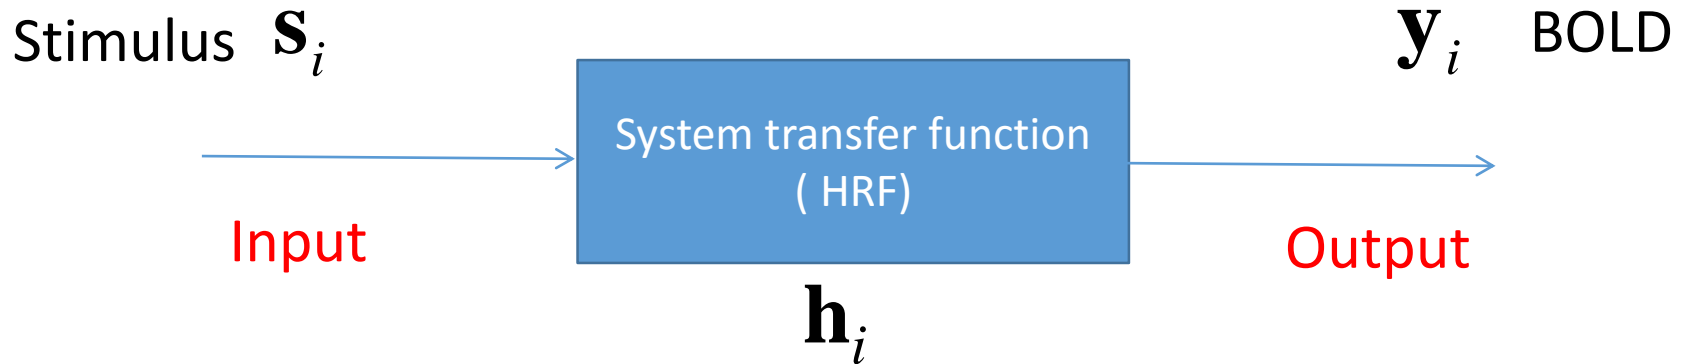 Stimulus s_i
y_i BOLD
System transfer function
( HRF)
Input
Output
h_i